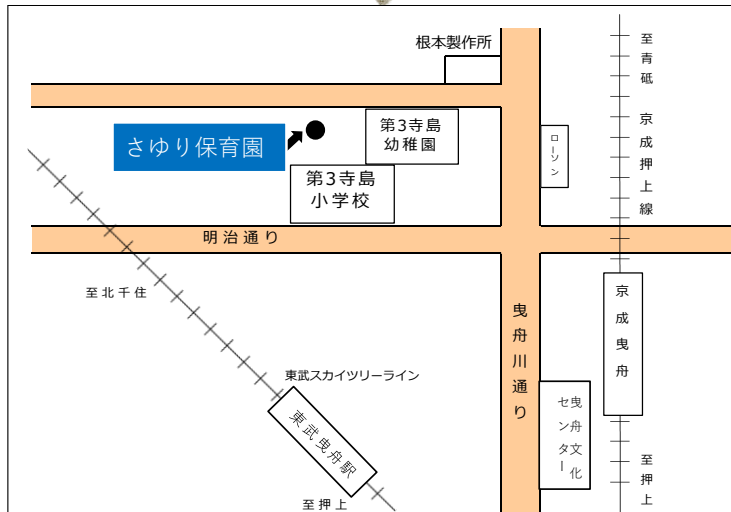 根本製作所
至青砥
京成押上線
さゆり保育園
第3寺島
幼稚園
ローソン
第3寺島
小学校
明治通り
至北千住
京成曳舟
曳舟川通り
東武スカイツリーライン
東武曳舟駅
曳舟文化
センター
至押上
至押上